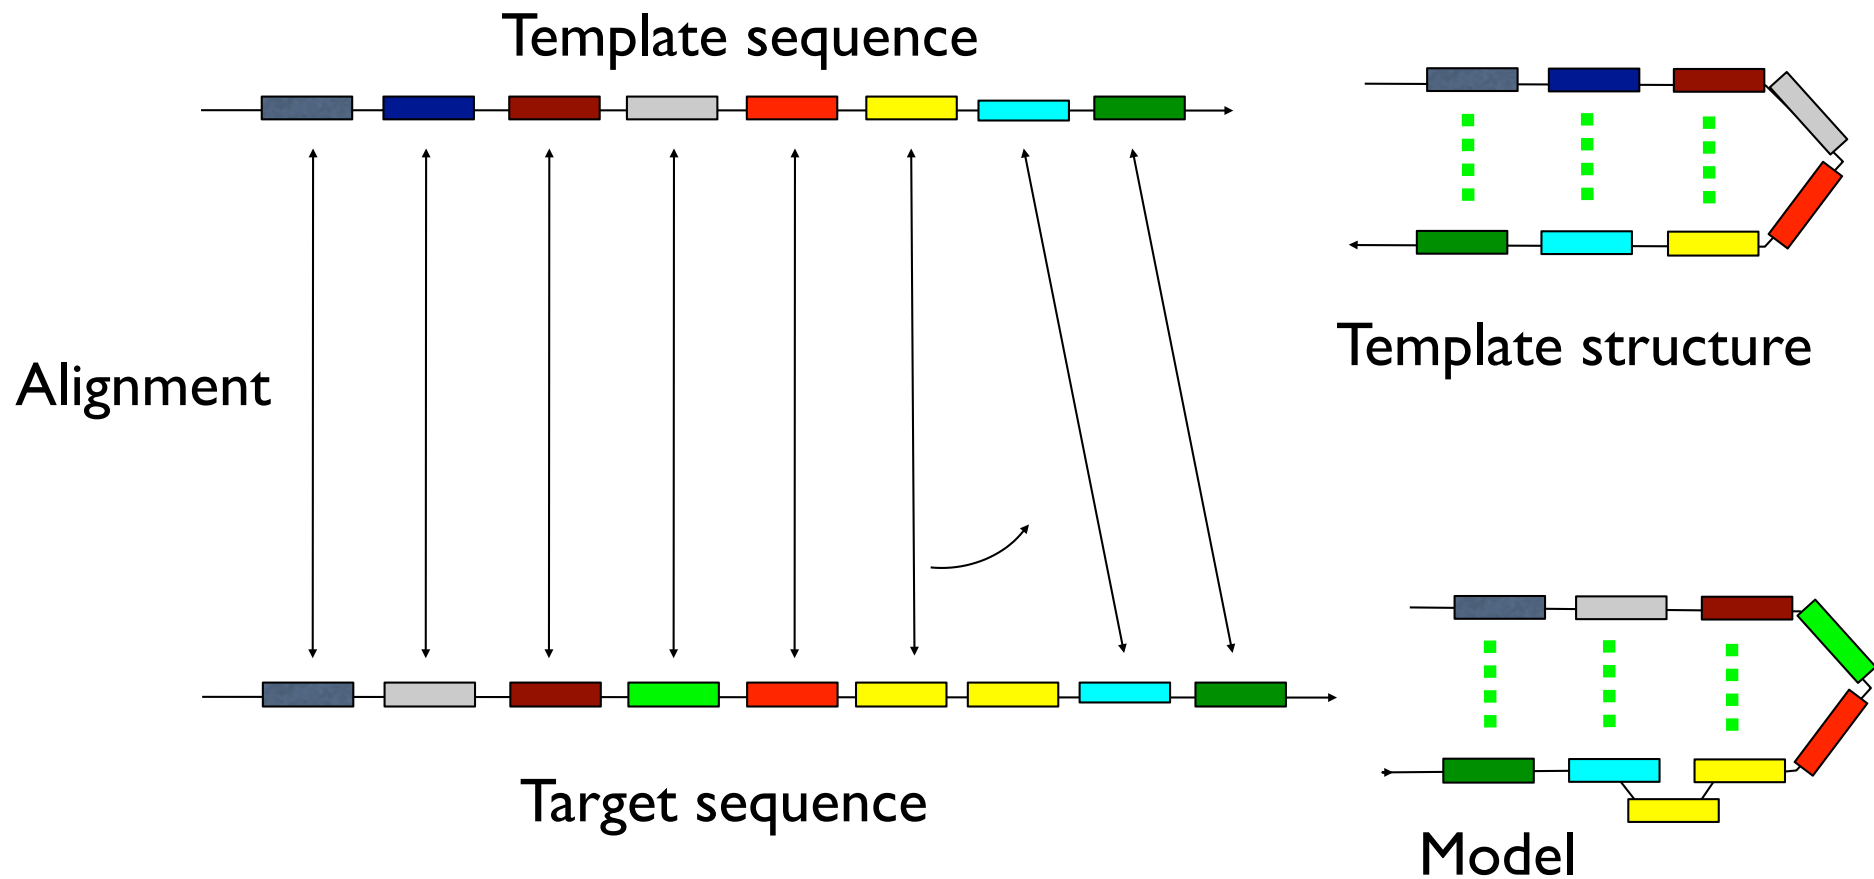 Template sequence
Template structure
Alignment
Target sequence
Model